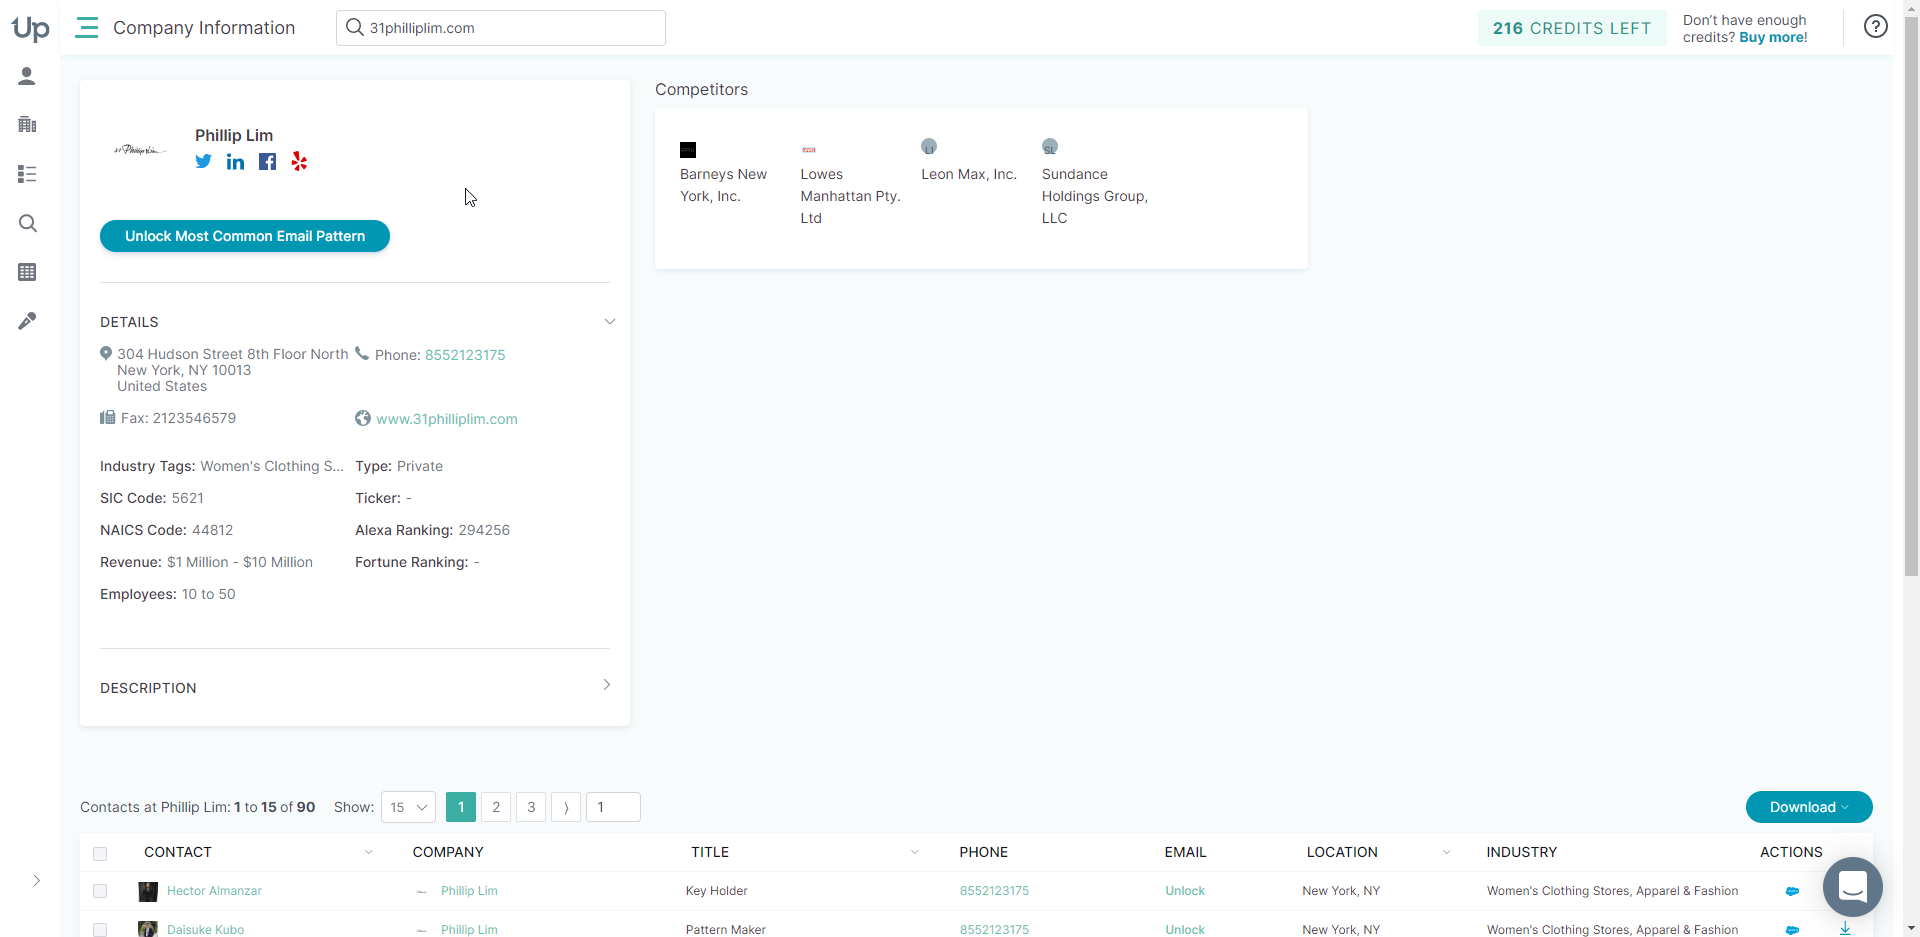 Up
Company Information
31philliplim.com
216 CREDITS LEFT
Don't have enough
credits? Buy more!
?
31 Phillip Lim
Phillip Lim
Unlock Most Common Email Pattern
DETAILS
304 Hudson Street 8th Floor North
New York, NY 10013
United States
Phone: 8552123175
Fax: 2123546579
www.31philliplim.com
Industry Tags: Women's Clothing S...
Type: Private
SIC Code: 5621
Ticker: -
NAICS Code: 44812
Alexa Ranking: 294256
Revenue: $1 Million - $10 Million
Fortune Ranking: -
Employees: 10 to 50
DESCRIPTION
Competitors
Barneys New
York, Inc.
Lowes
Manhattan Pty.
Ltd
LI
Leon Max, Inc.
SL
Sundance
Holdings Group,
LLC
Contacts at Phillip Lim: 1 to 15 of 90
Show: 15
1 2 3 ⟩ 1
Download
CONTACT COMPANY TITLE PHONE EMAIL LOCATION INDUSTRY ACTIONS
Hector Almanzar Phillip Lim Key Holder 8552123175 Unlock New York, NY Women's Clothing Stores, Apparel & Fashion
Daisuke Kubo Phillip Lim Pattern Maker 8552123175 Unlock New York, NY Women's Clothing Stores, Apparel & Fashion